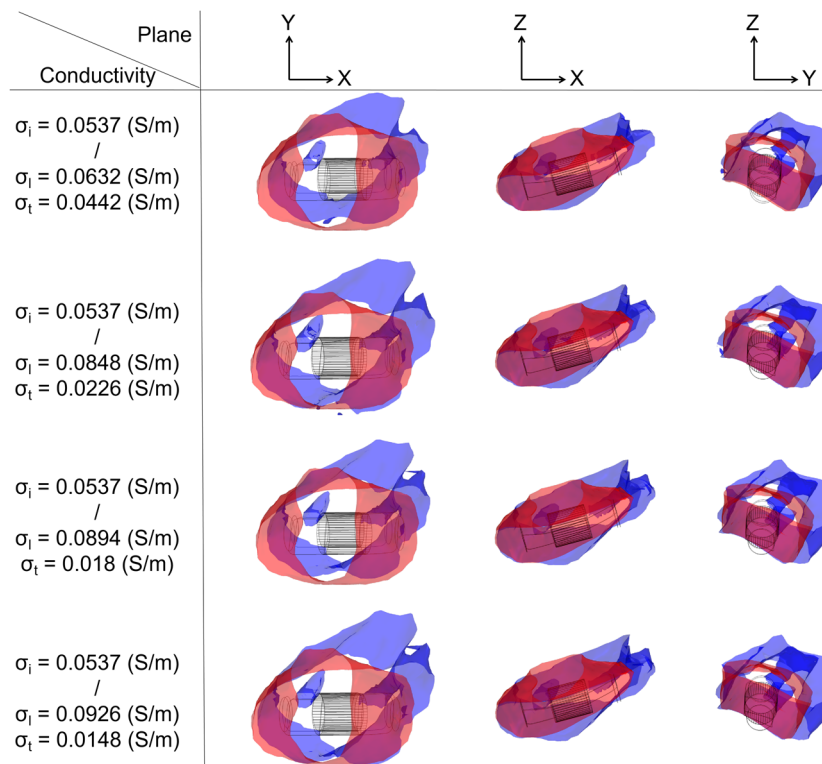 Plane
Conductivity
Y
X
Z
X
Z
Y
σi = 0.0537 (S/m)
/
σl = 0.0632 (S/m)
σt = 0.0442 (S/m)
σi = 0.0537 (S/m)
/
σl = 0.0848 (S/m)
σt = 0.0226 (S/m)
σi = 0.0537 (S/m)
/
σl = 0.0894 (S/m)
σt = 0.018 (S/m)
σi = 0.0537 (S/m)
/
σl = 0.0926 (S/m)
σt = 0.0148 (S/m)